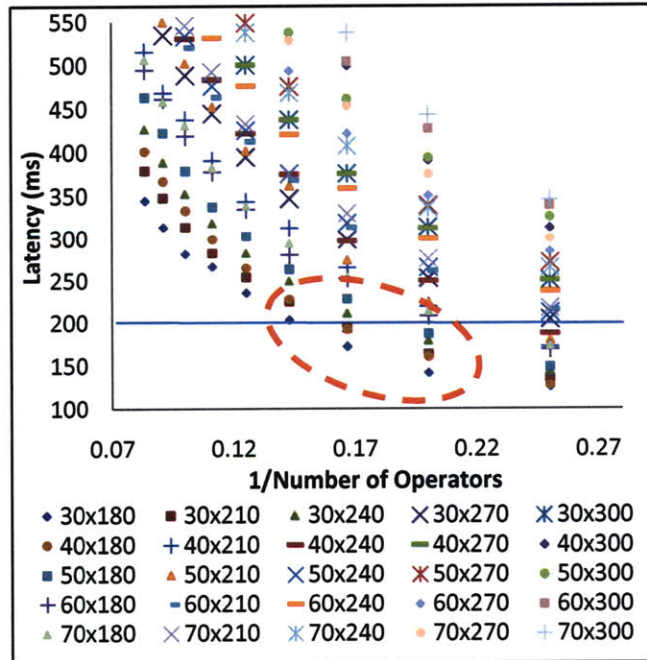 550
500
450
400
350
300
250
200
150
100
Latency (ms)
0.07 0.12 0.17 0.22 0.27
1/Number of Operators
30x180 30x210 30x240 30x270 30x300
40x180 40x210 40x240 40x270 40x300
50x180 50x210 50x240 50x270 50x300
60x180 60x210 60x240 60x270 60x300
70x180 70x210 70x240 70x270 70x300